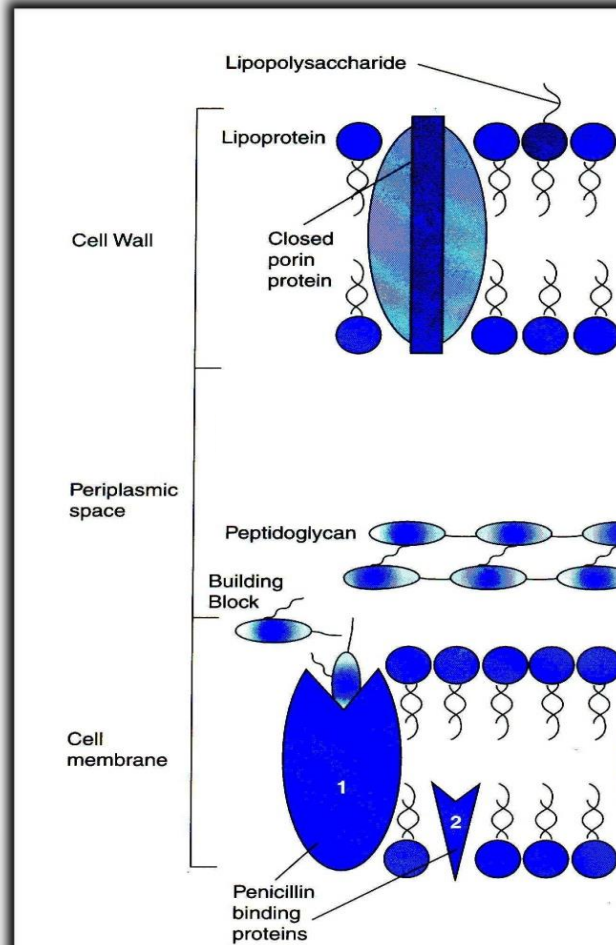 Lipopolysaccharide
Lipoprotein
Cell Wall
Closed
porin
protein
Periplasmic
space
Peptidoglycan
Building
Block
Cell
membrane
1
2
Penicillin
binding
proteins